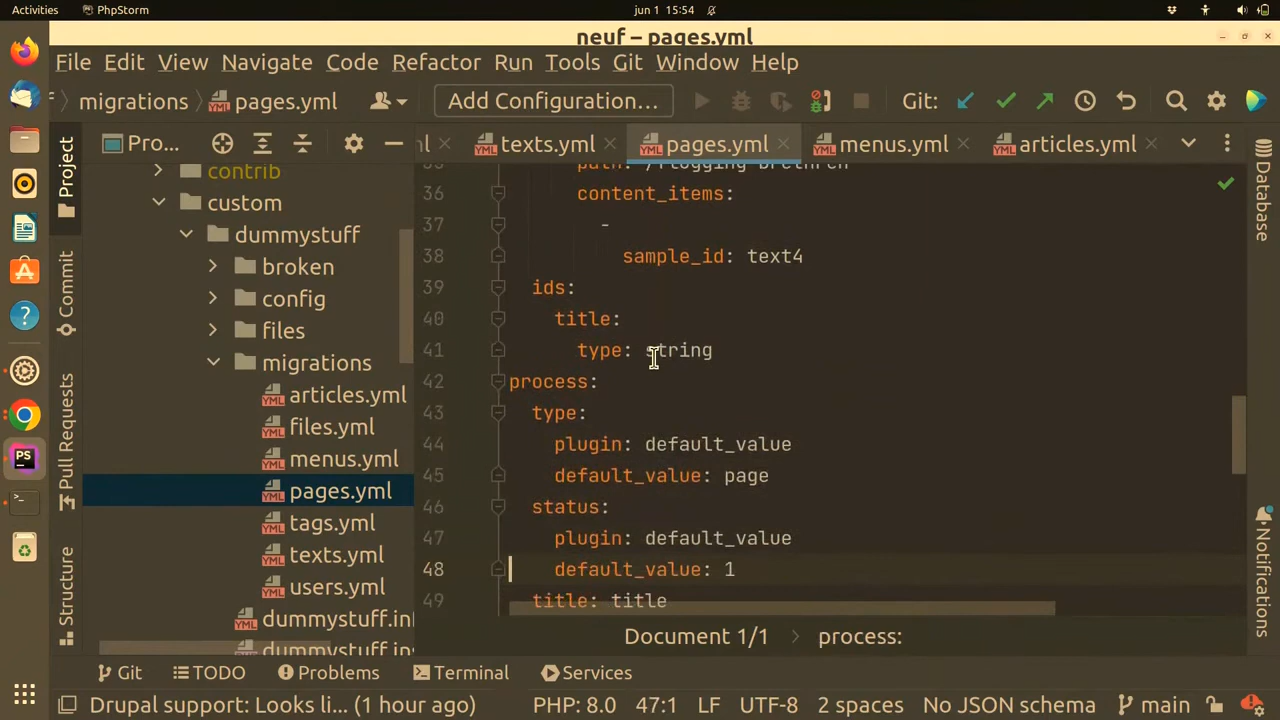 Activities PhpStorm jun 1 15:54
neuf – pages.yml
File Edit View Navigate Code Refactor Run Tools Git Window Help
migrations pages.yml Add Configuration... Git:
Project Pro... texts.yml pages.yml menus.yml articles.yml Database
contrib
custom
dummystuff
broken
config
files
migrations
articles.yml
files.yml
menus.yml
pages.yml
tags.yml
texts.yml
users.yml
dummystuff.in
Commit
Pull Requests
Structure
path: /flogging-brethren
36 content_items:
37 -
38 sample_id: text4
39 ids:
40 title:
41 type: string
42 process:
43 type:
44 plugin: default_value
45 default_value: page
46 status:
47 plugin: default_value
48 default_value: 1
49 title: title
Document 1/1 › process:
Notifications
Git TODO Problems Terminal Services
Drupal support: Looks li... (1 hour ago) PHP: 8.0 47:1 LF UTF-8 2 spaces No JSON schema main